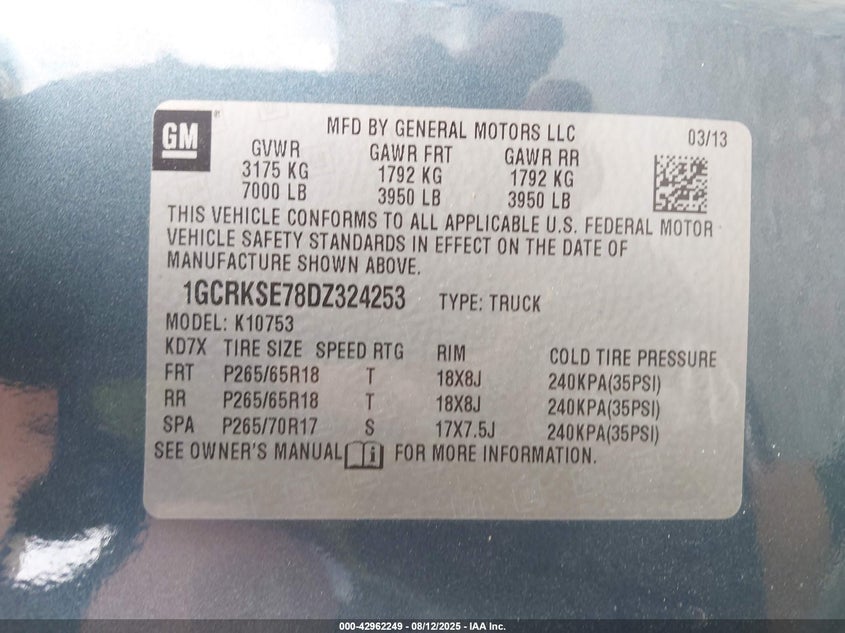 GM
MFD BY GENERAL MOTORS LLC 03/13
GVWR GAWR FRT GAWR RR
3175 KG 1792 KG 1792 KG
7000 LB 3950 LB 3950 LB
THIS VEHICLE CONFORMS TO ALL APPLICABLE U.S. FEDERAL MOTOR
VEHICLE SAFETY STANDARDS IN EFFECT ON THE DATE OF
MANUFACTURE SHOWN ABOVE.
1GCRKSE78DZ324253 TYPE: TRUCK
MODEL: K10753
KD7X TIRE SIZE SPEED RTG RIM COLD TIRE PRESSURE
FRT P265/65R18 T 18X8J 240KPA(35PSI)
RR P265/65R18 T 18X8J 240KPA(35PSI)
SPA P265/70R17 S 17X7.5J 240KPA(35PSI)
SEE OWNER'S MANUAL FOR MORE INFORMATION.
000-42962249 - 08/12/2025 - IAA Inc.